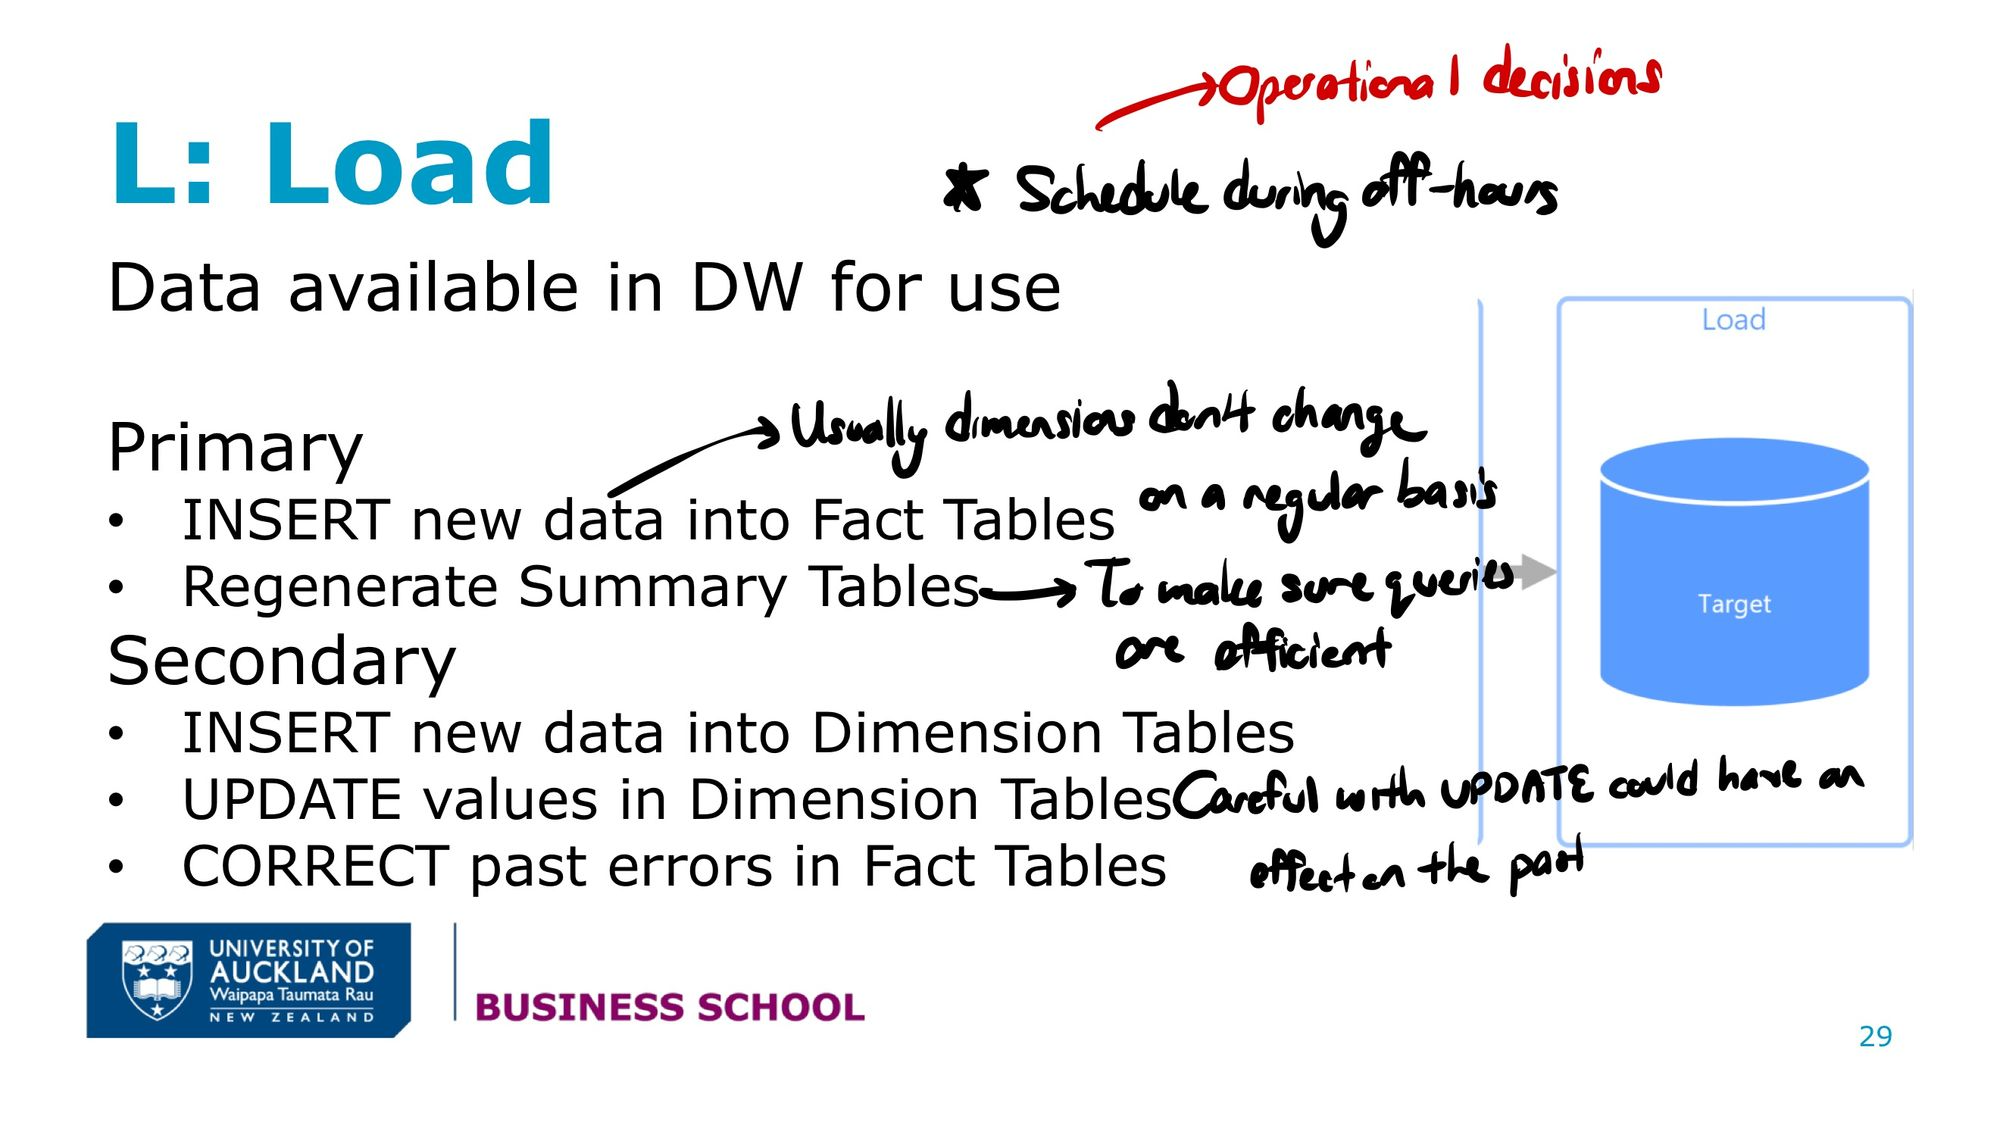 Operational decisions
L: Load
* Schedule during off-hours
Data available in DW for use
Load
Primary
Usually dimensions don't change
on a regular basis
• INSERT new data into Fact Tables
• Regenerate Summary Tables
To make sure queries
are efficient
Target
Secondary
• INSERT new data into Dimension Tables
• UPDATE values in Dimension Tables
Careful with UPDATE could have an
effect on the past
• CORRECT past errors in Fact Tables
UNIVERSITY OF
AUCKLAND
Waipapa Taumata Rau
NEW ZEALAND
BUSINESS SCHOOL
29